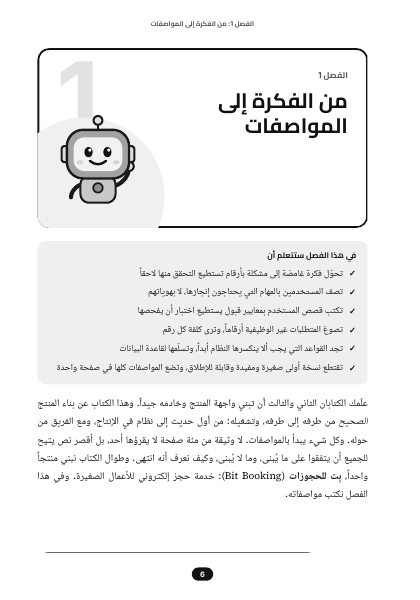 الفصل 1: من الفكرة إلى المواصفات
1
الفصل 1
من الفكرة إلى
المواصفات
في هذا الفصل ستتعلم أن
✓ تحوّل فكرة غامضة إلى مشكلة بأرقام تستطيع التحقق منها لاحقاً
✓ تصف المستخدمين بالمهام التي يحتاجون إنجازها، لا بهوياتهم
✓ تكتب قصص المستخدم بمعايير قبول يستطيع اختبار أن يفحصها
✓ تصوغ المتطلبات غير الوظيفية أرقاماً، وترى كلفة كل رقم
✓ تجد القواعد التي يجب ألا ينكسرها النظام أبداً، وتسلّمها لقاعدة البيانات
✓ تقتطع نسخة أولى صغيرة ومفيدة وقابلة للإطلاق، وتضع المواصفات كلها في صفحة واحدة
علّمك الكتابان الثاني والثالث أن تبني واجهة المنتج وخادمه جيداً. وهذا الكتاب عن بناء المنتج
الصحيح من طرفه إلى طرفه، وتشغيله: من أول حديث إلى نظام في الإنتاج، ومع الفريق من
حوله. وكل شيء يبدأ بالمواصفات. لا وثيقة من مئة صفحة لا يقرؤها أحد، بل أقصر نص يتيح
للجميع أن يتفقوا على ما يُبنى، وما لا يُبنى، وكيف نعرف أنه انتهى. وطوال الكتاب نبني منتجاً
واحداً، بِت للحجوزات (Bit Booking): خدمة حجز إلكتروني للأعمال الصغيرة. وفي هذا
الفصل نكتب مواصفاته.
6